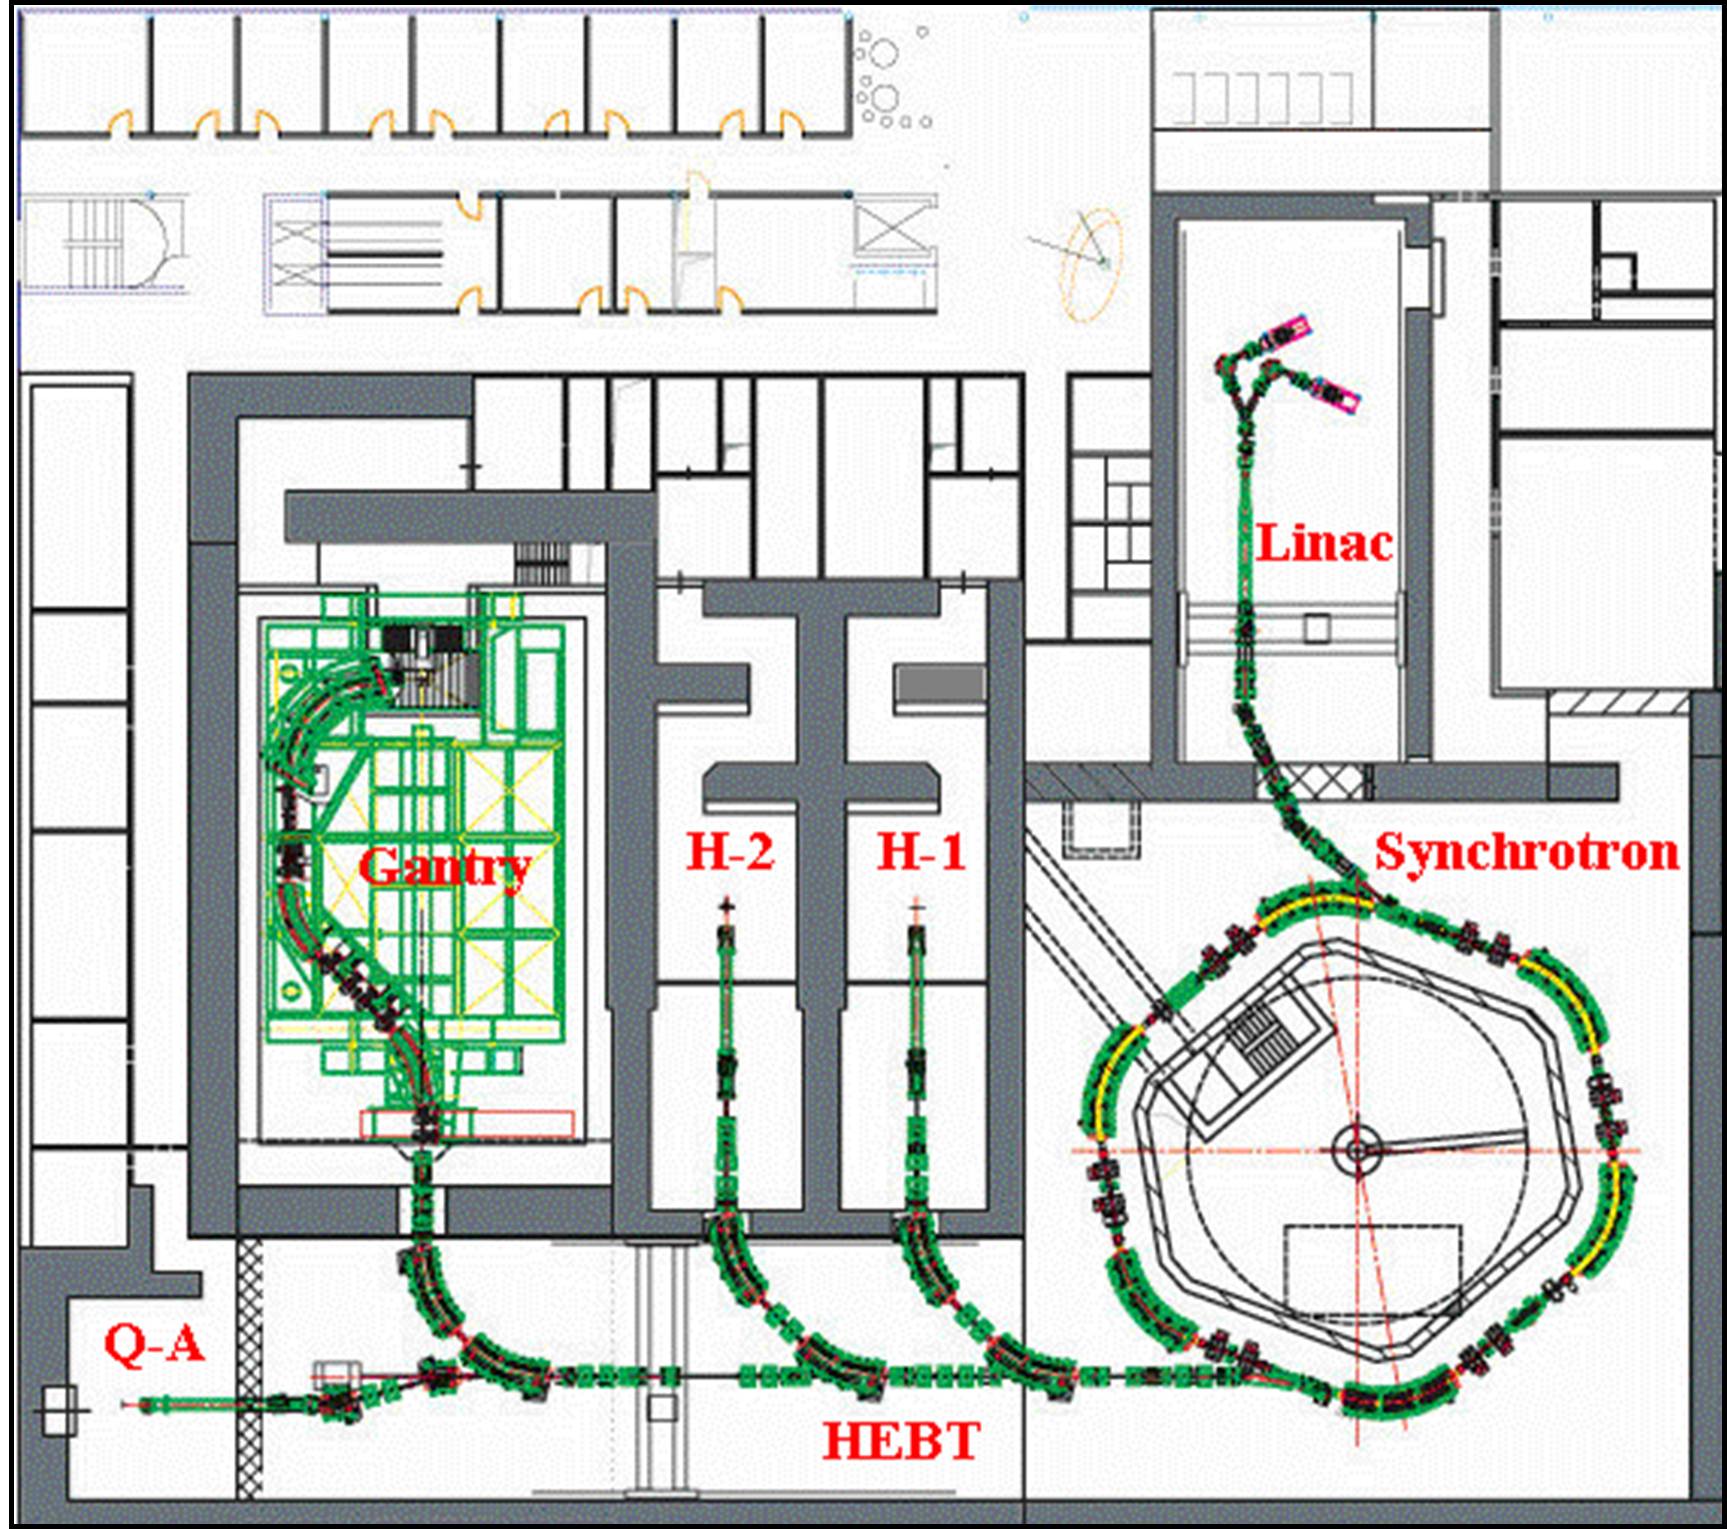 Linac
Gantry
H-2
H-1
Synchrotron
Q-A
HEBT